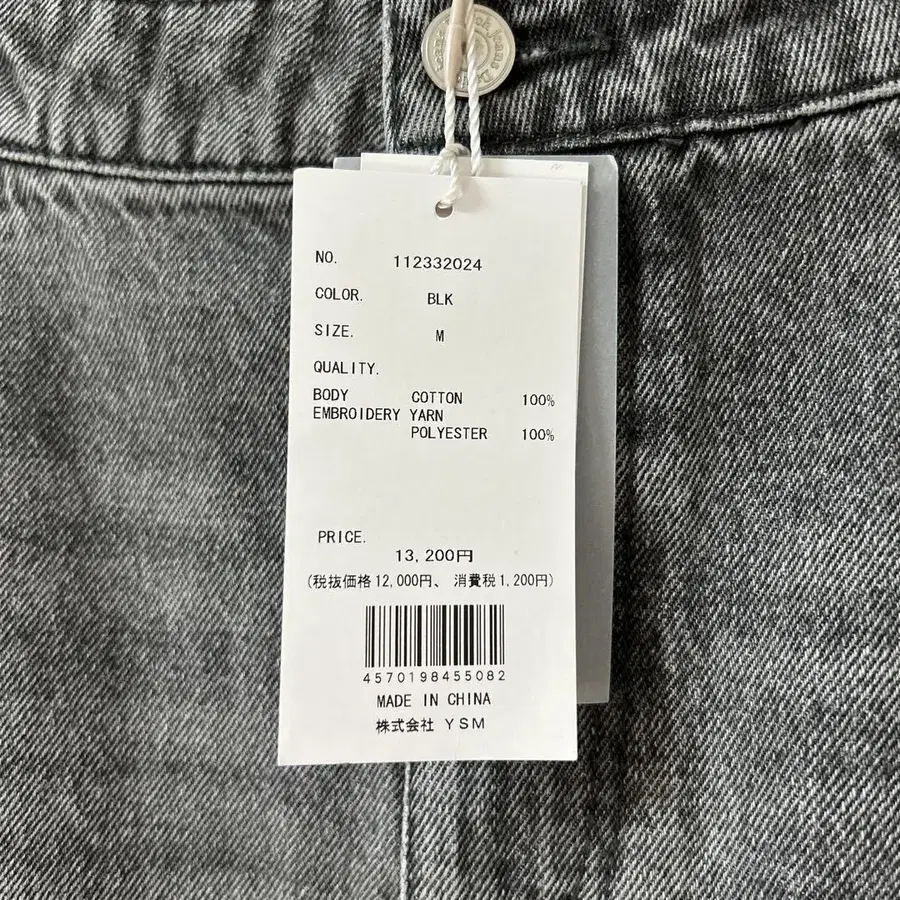 NO. 112332024
COLOR. BLK
SIZE. M
QUALITY.
BODY COTTON 100%
EMBROIDERY YARN
POLYESTER 100%
PRICE.
13,200円
(税抜価格12,000円、 消費税1,200円)
4570198455082
MADE IN CHINA
株式会社 YSM